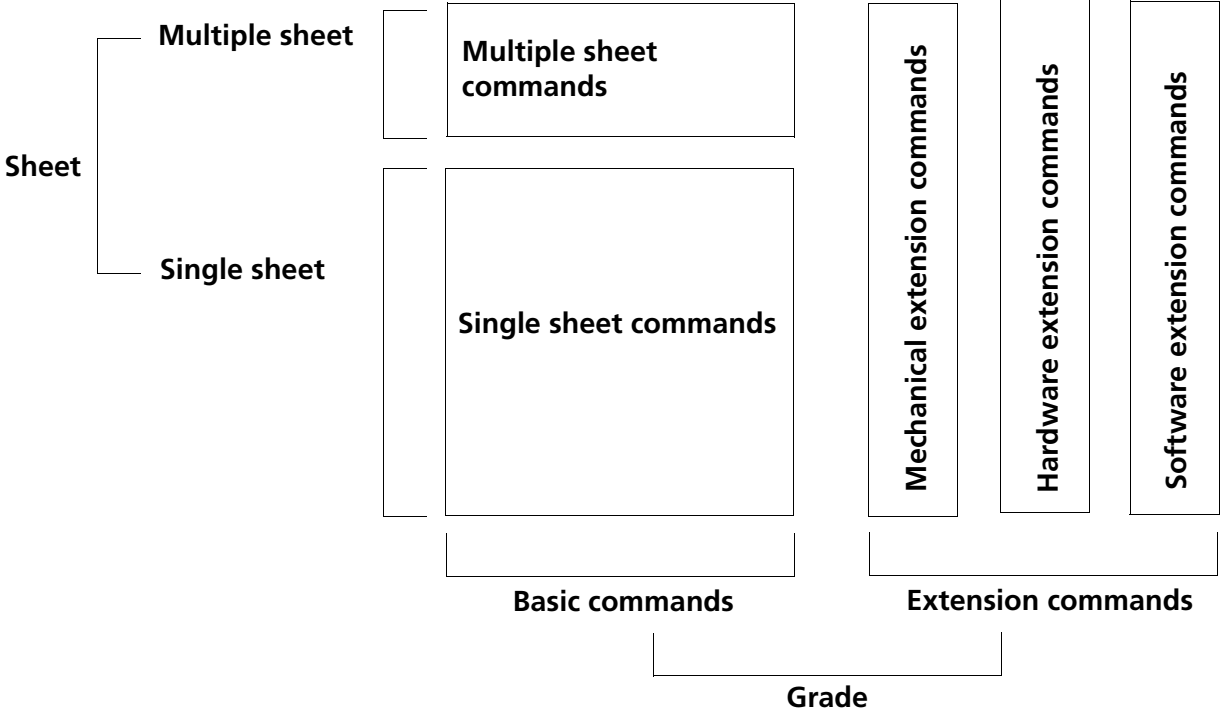 Multiple sheet
Multiple sheet
commands
Sheet
Single sheet
Single sheet commands
Mechanical extension commands
Hardware extension commands
Software extension commands
Basic commands
Extension commands
Grade